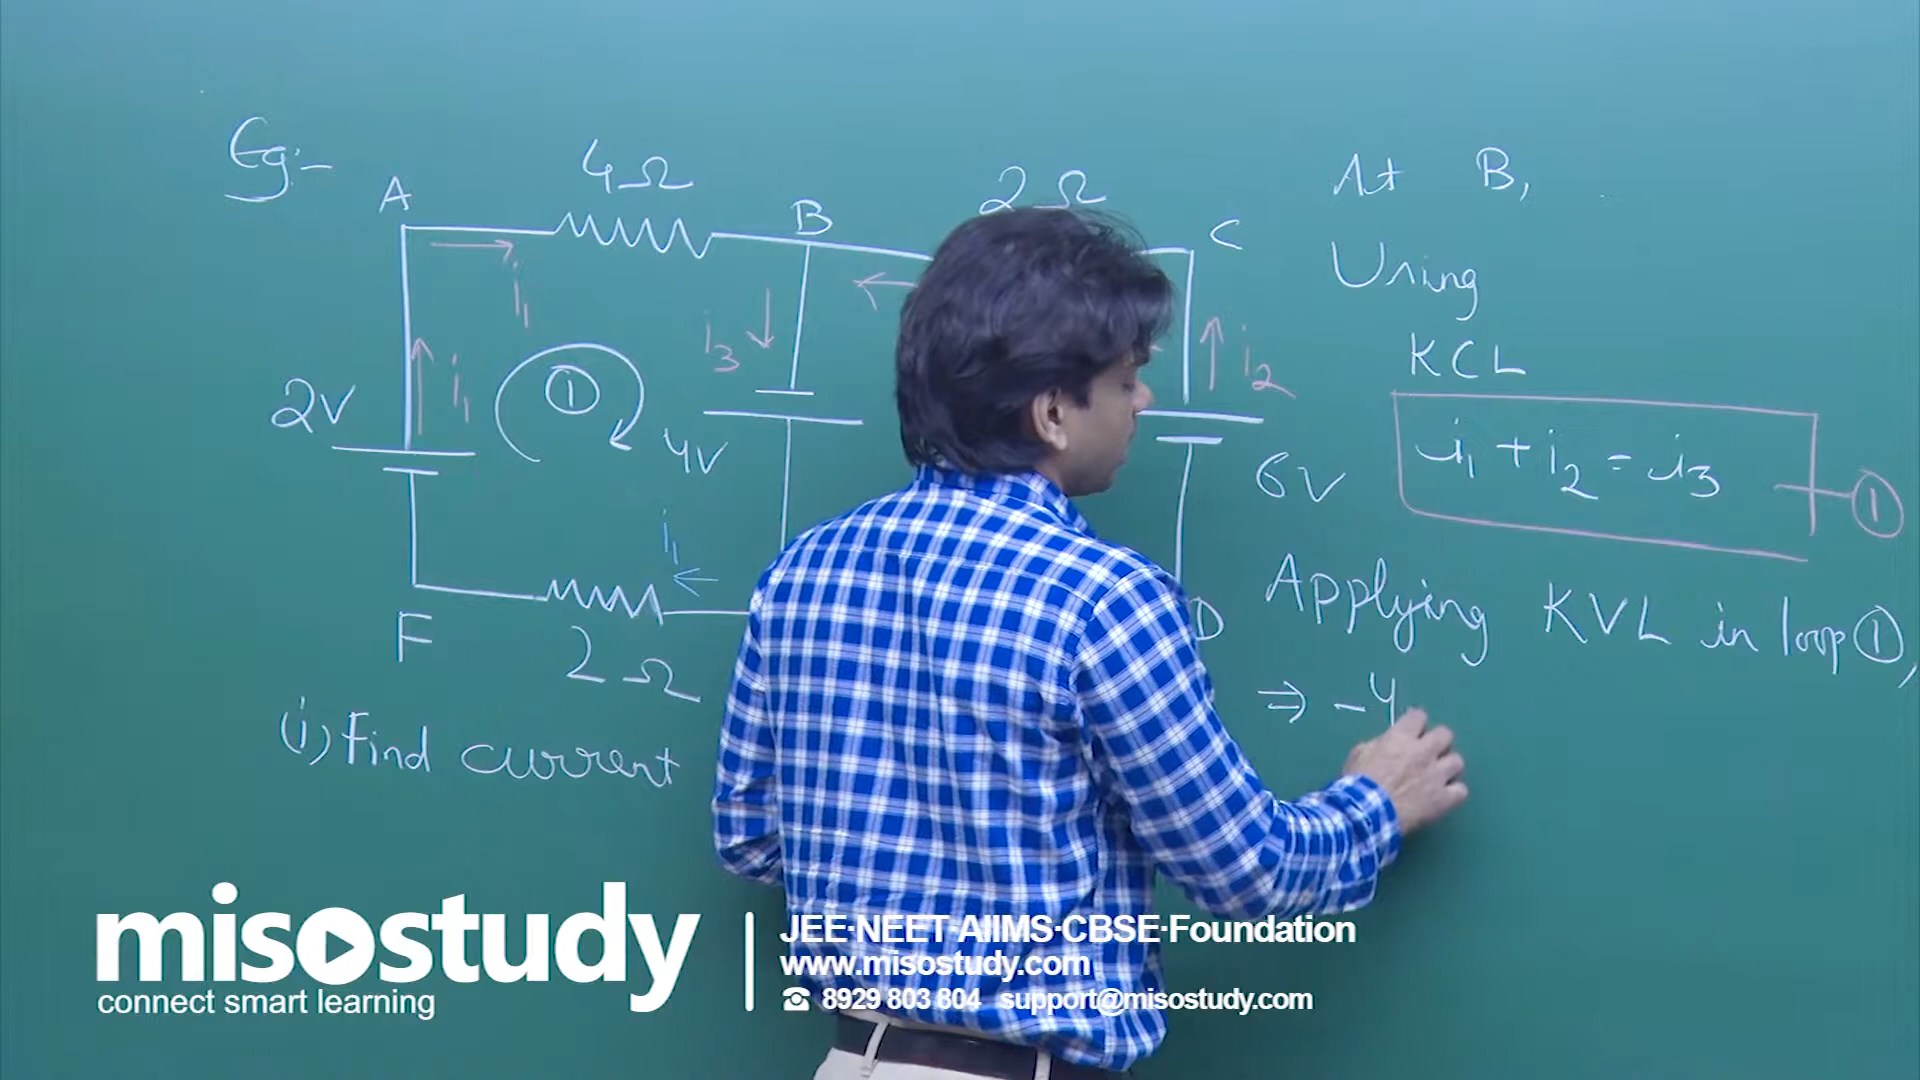 Eg:-
A
4Ω
B
2Ω
C
i₁
i₁
①
i₃
i₂
2V
4V
6V
i₁
F
2Ω
D
(i) Find current
At B,
Using
KCL
i₁ + i₂ = i₃ ①
Applying KVL in loop ①,
⇒ -4
misostudy
connect smart learning
JEE·NEET·AIIMS·CBSE·Foundation
www.misostudy.com
☎ 8929 803 804 support@misostudy.com